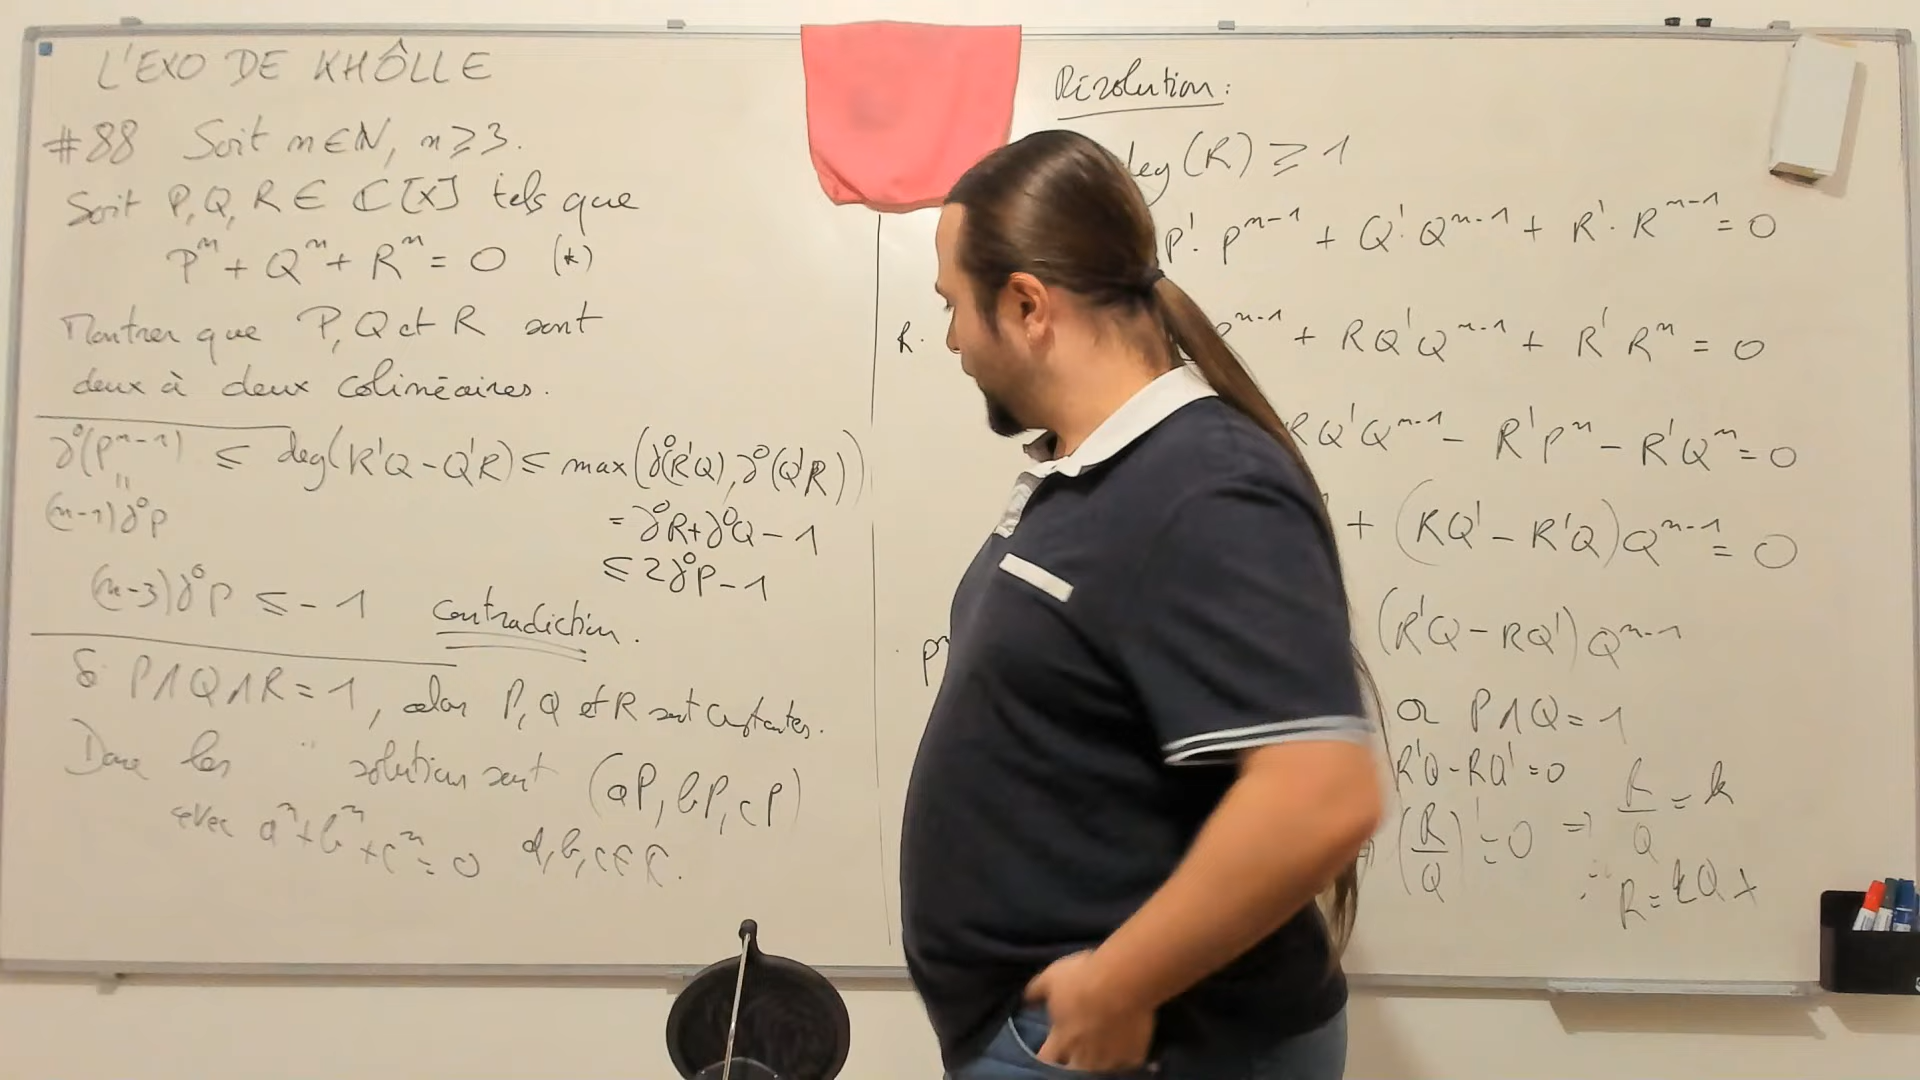 L'EXO DE KHÔLLE
#88 Soit n∈ℕ, n≥3.
Soit P, Q, R ∈ ℂ[X] tels que
Pⁿ + Qⁿ + Rⁿ = 0 (*)
Montrer que P, Q et R sont
deux à deux colinéaires.
∂°(Pⁿ⁻¹) ≤ deg(R'Q - Q'R) ≤ max(∂°(R'Q), ∂°(Q'R))
=
(n-1)∂°P
= ∂°R + ∂°Q - 1
≤ 2∂°P - 1
(n-3)∂°P ≤ -1 contradiction.
Si P∧Q∧R = 1, alors P, Q et R sont constantes.
Donc les solutions sont (aP, bP, cP)
avec aⁿ + bⁿ + cⁿ = 0 a, b, c ∈ ℂ.
Résolution:
deg(R) ≥ 1
P'·Pⁿ⁻¹ + Q'·Qⁿ⁻¹ + R'·Rⁿ⁻¹ = 0
R· Pⁿ⁻¹ + RQ'Qⁿ⁻¹ + R'Rⁿ = 0
RQ'Qⁿ⁻¹ - R'Pⁿ - R'Qⁿ = 0
+ (RQ' - R'Q)Qⁿ⁻¹ = 0
(R'Q - RQ')Qⁿ⁻¹
or P∧Q = 1
R'Q - RQ' = 0
(R/Q)' = 0 ⇒ R/Q = k
R = kQ